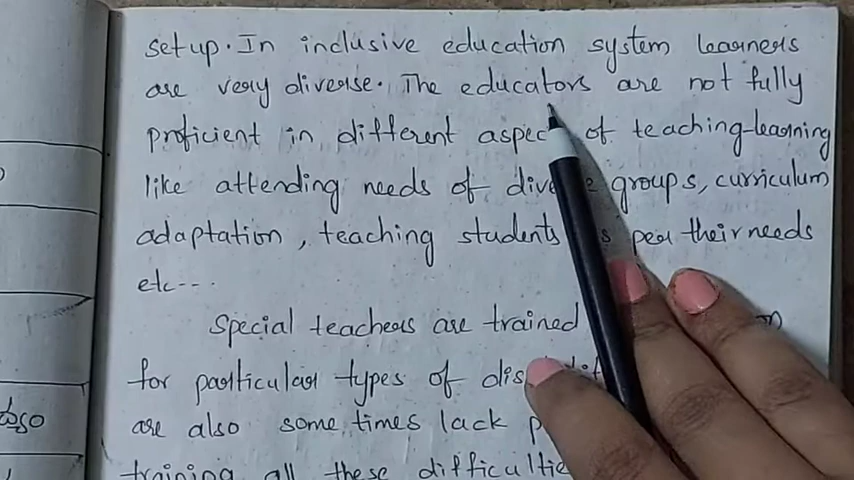 setup. In inclusive education system learners
are very diverse. The educators are not fully
proficient in different aspec of teaching-learning
like attending needs of dive e groups, curriculum
adaptation, teaching students s per their needs
etc---
Special teachers are trained
for particular types of dis
are also some times lack p
training all these difficultie